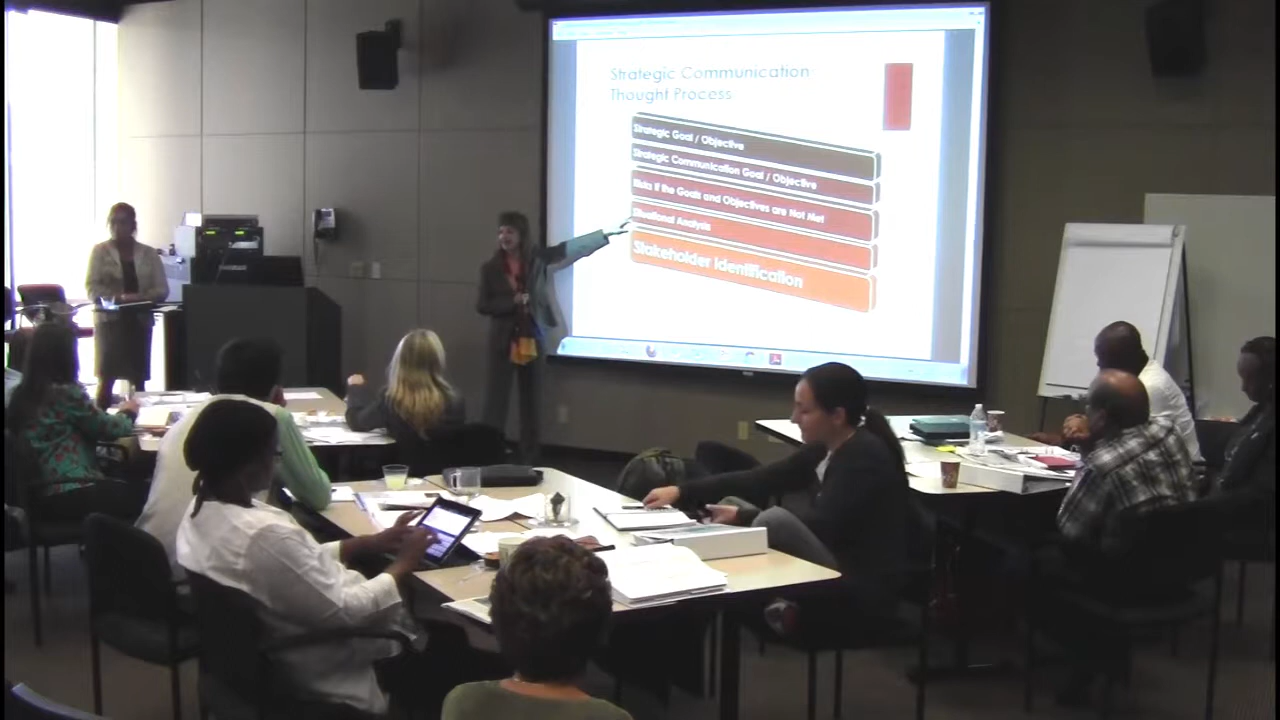 Strategic Communication
Thought Process
Strategic Goal / Objective
Strategic Communication Goal / Objective
Risks if the Goals and Objectives are Not Met
Situational Analysis
Stakeholder Identification